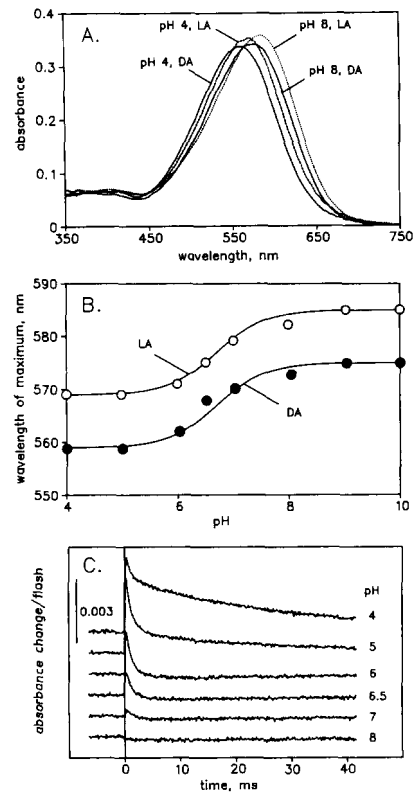 A.
pH 4, LA
pH 8, LA
pH 4, DA
pH 8, DA
0.4
0.3
0.2
0.1
0
absorbance
350
450
550
650
750
wavelength, nm
B.
LA
DA
590
580
570
560
550
wavelength of maximum, nm
4
6
8
10
pH
C.
pH
0.003
4
5
6
6.5
7
8
absorbance change/flash
0
10
20
30
40
time, ms